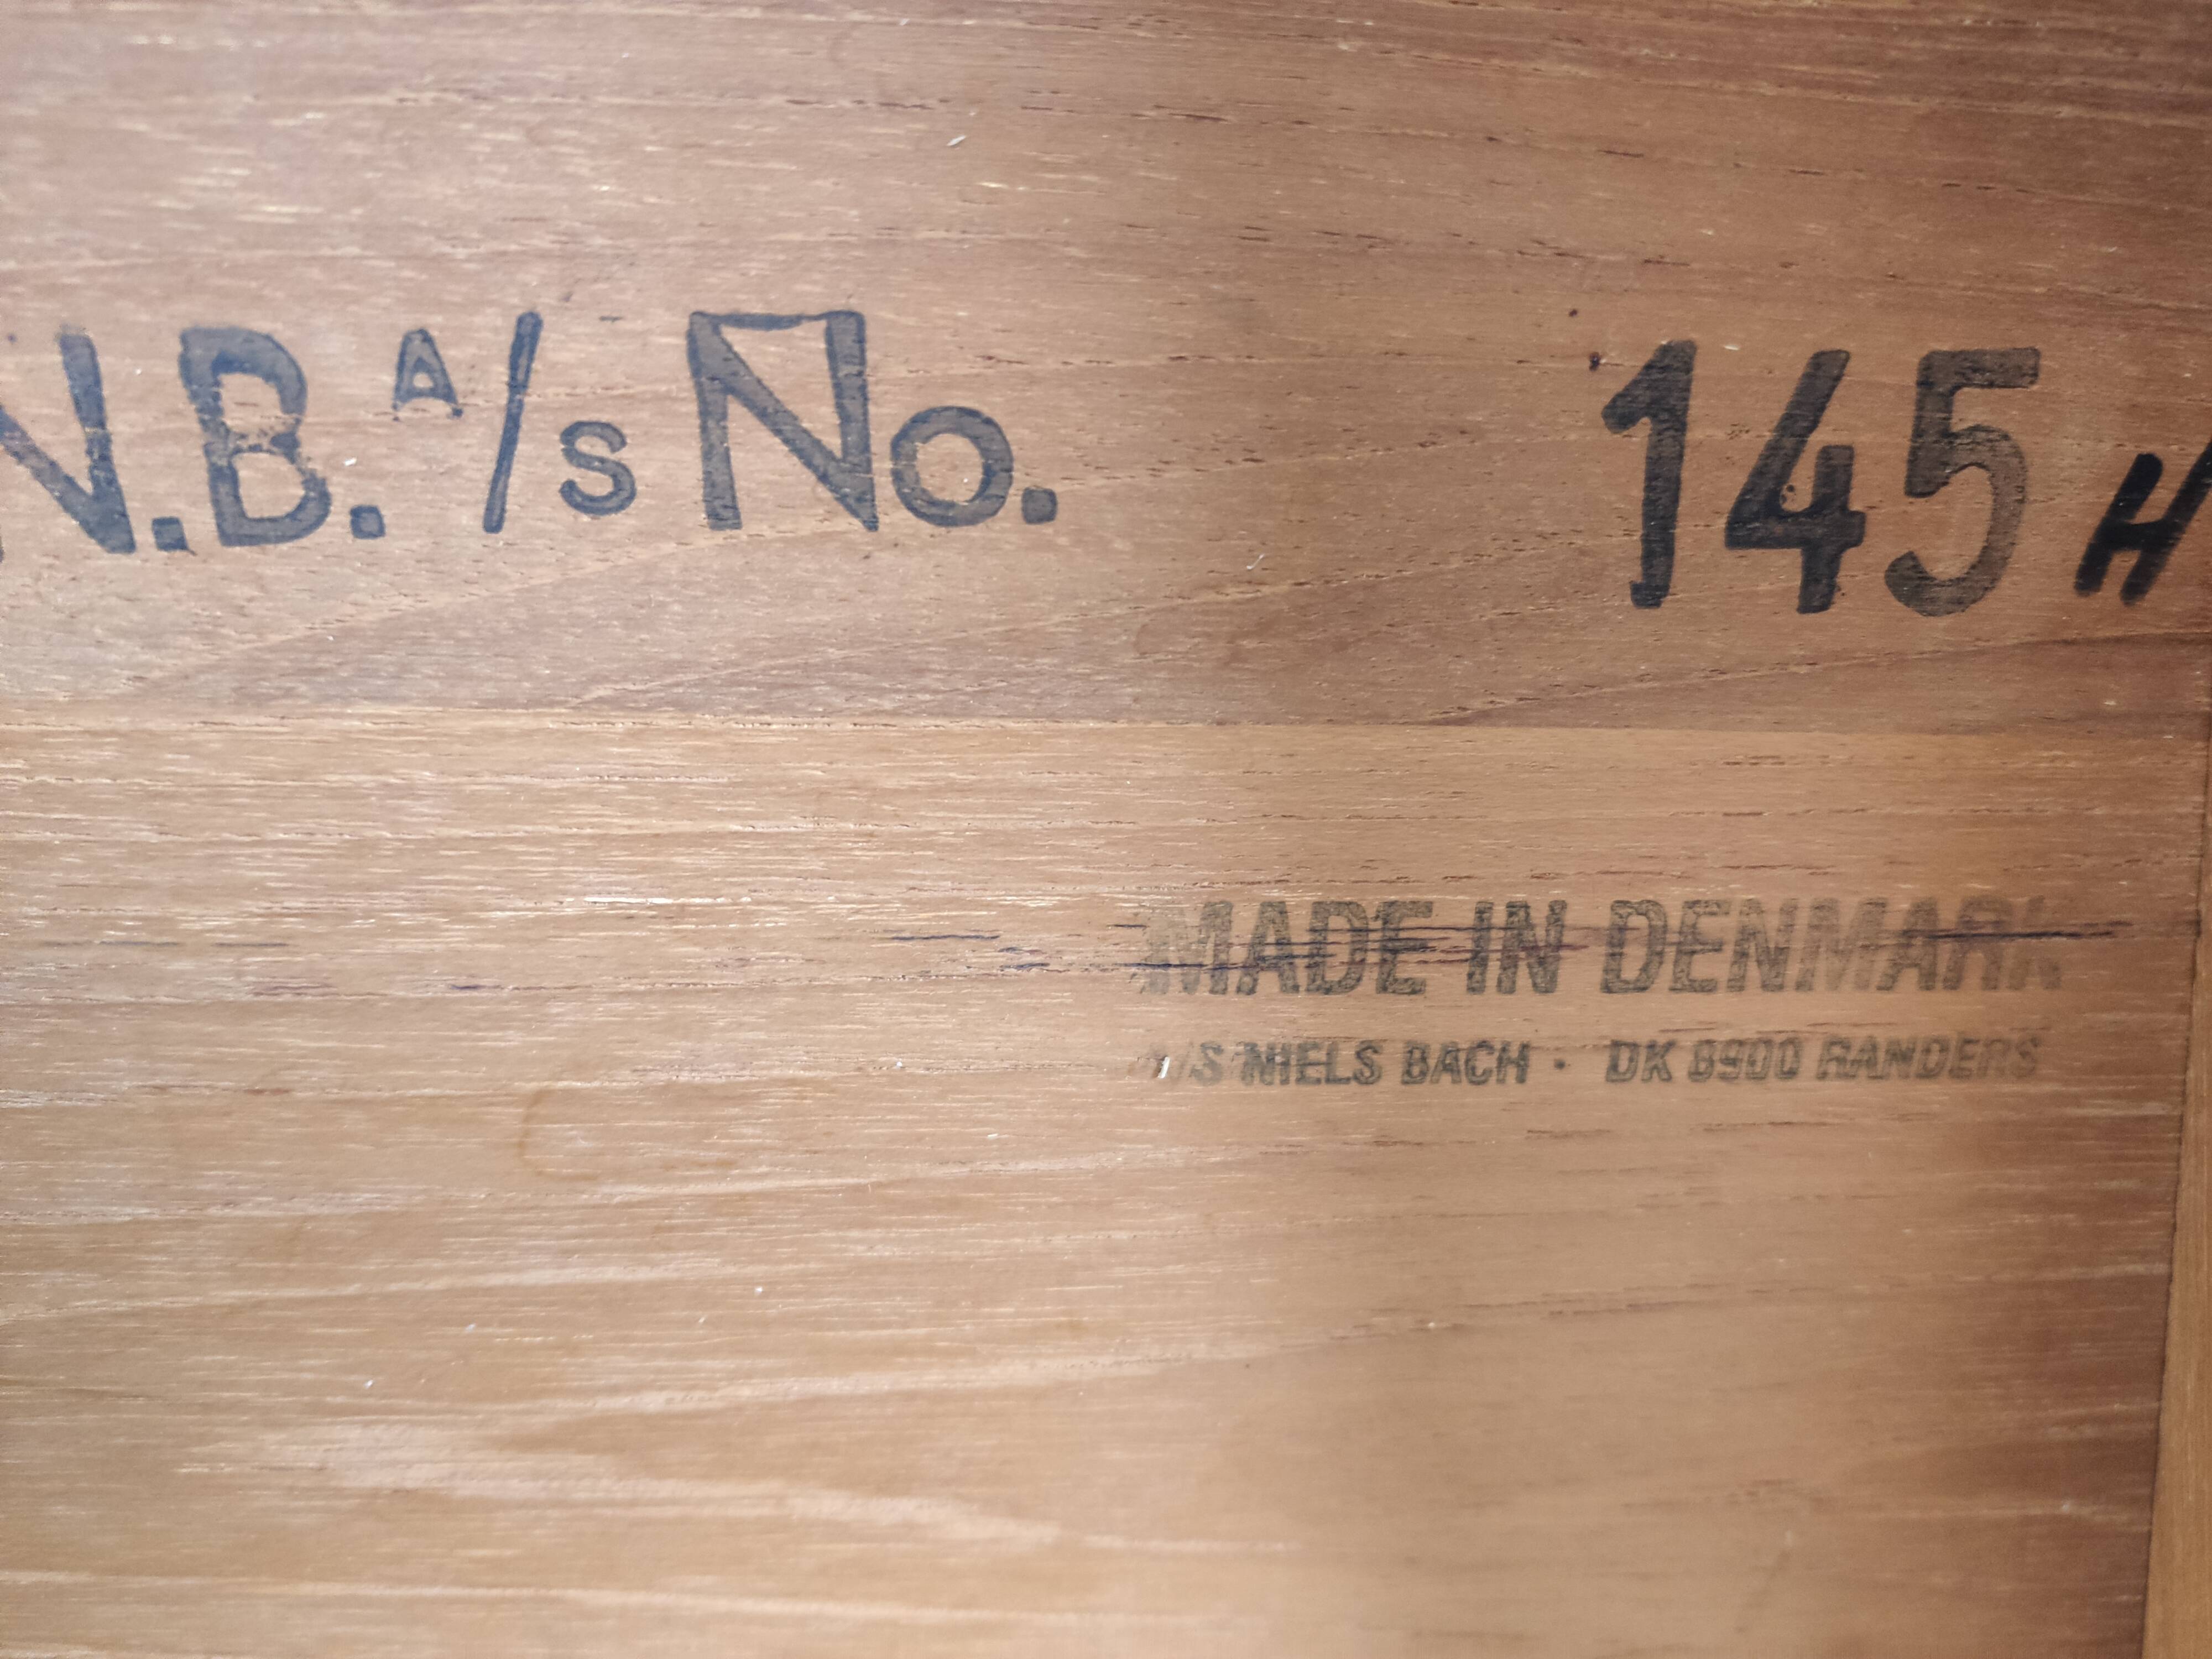 N.B. A/S No. 145 H
MADE IN DENMARK
A/S NIELS BACH · DK 8900 RANDERS